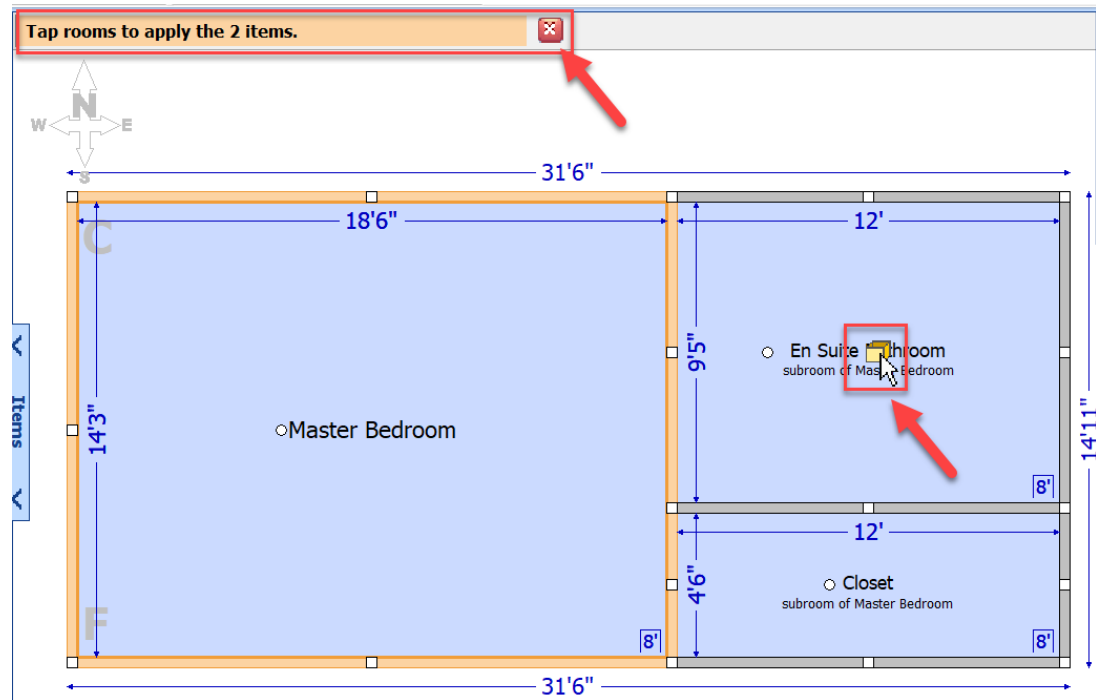 Tap rooms to apply the 2 items.
N
W E
S
31'6"
18'6"
12'
C
9'5"
En Suite throom
subroom of Mas Bedroom
14'3"
Master Bedroom
Items
14'11"
8'
12'
4'6"
Closet
subroom of Master Bedroom
F
8'
8'
31'6"